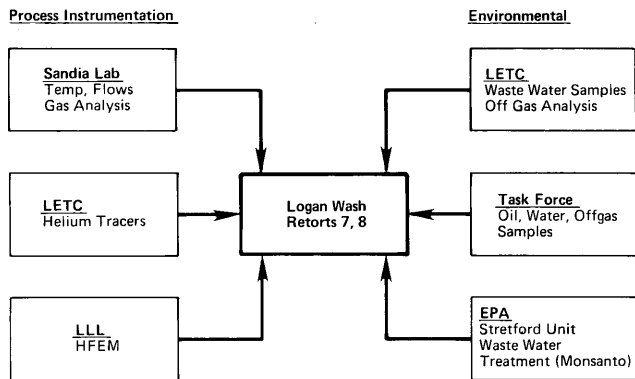 Process Instrumentation
Sandia Lab
Temp, Flows
Gas Analysis
LETC
Helium Tracers
LLL
HFEM
Logan Wash
Retorts 7, 8
Environmental
LETC
Waste Water Samples
Off Gas Analysis
Task Force
Oil, Water, Offgas
Samples
EPA
Stretford Unit
Waste Water
Treatment (Monsanto)